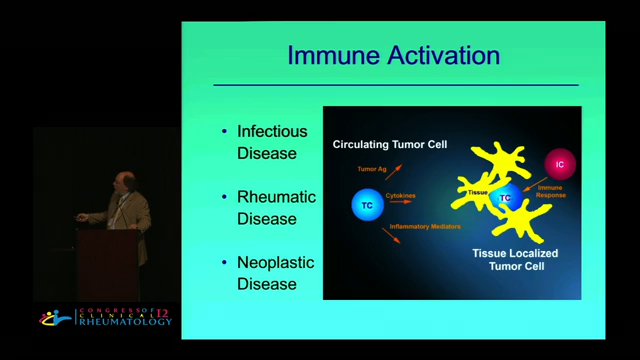 Immune Activation
• Infectious
Disease
• Rheumatic
Disease
• Neoplastic
Disease
Circulating Tumor Cell
Tumor Ag
TC
Cytokines
Inflammatory Mediators
Tissue
TC
IC
Immune
Response
Tissue Localized
Tumor Cell
CONGRESS OF 12
CLINICAL
RHEUMATOLOGY